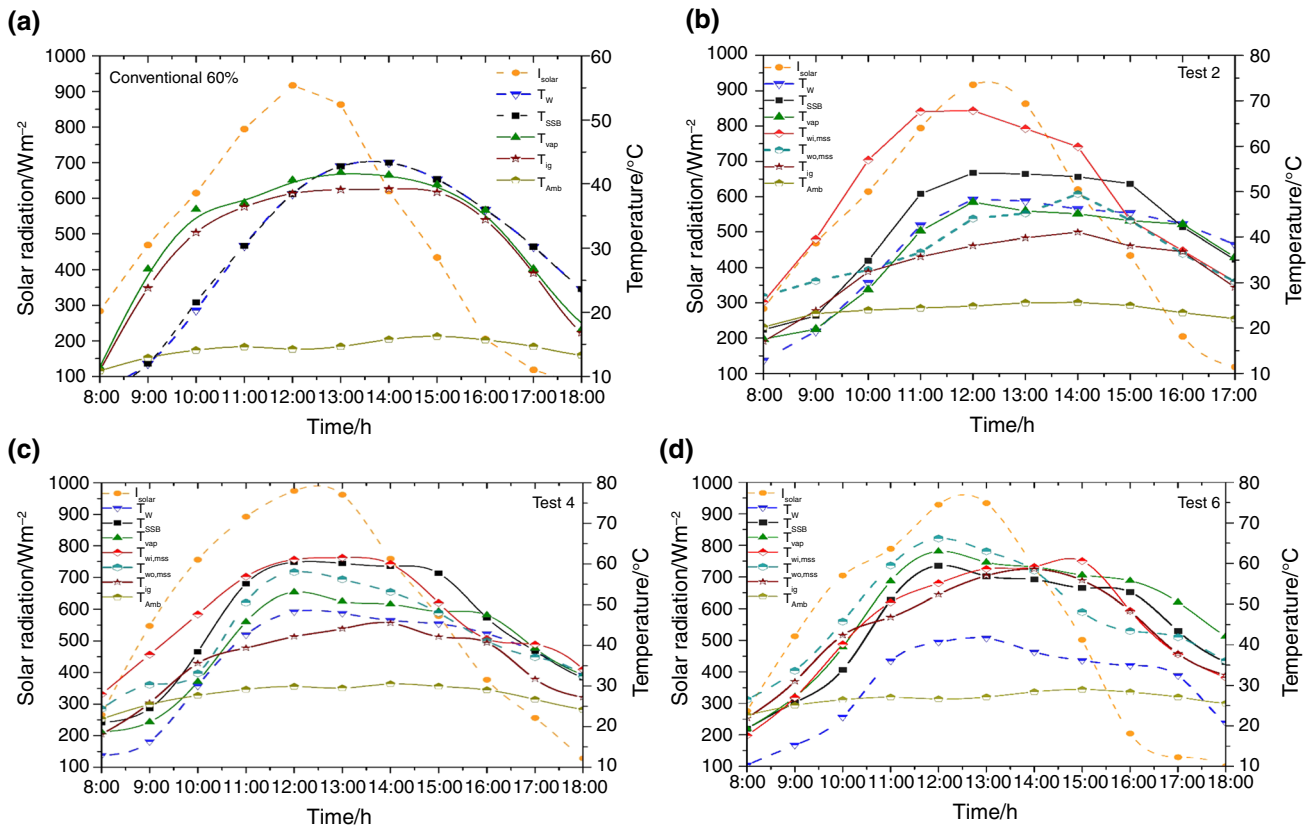 (a)
Conventional 60%
1000
900
800
700
600
500
400
300
200
100
Solar radiation/Wm⁻²
60
50
40
30
20
10
Temperature/°C
I_solar
T_W
T_SSB
T_vap
T_ig
T_Amb
8:00 9:00 10:00 11:00 12:00 13:00 14:00 15:00 16:00 17:00 18:00
Time/h
(b)
Test 2
1000
900
800
700
600
500
400
300
200
100
Solar radiation/Wm⁻²
80
70
60
50
40
30
20
10
Temperature/°C
I_solar
T_W
T_SSB
T_vap
T_wi,mss
T_wo,mss
T_ig
T_Amb
8:00 9:00 10:00 11:00 12:00 13:00 14:00 15:00 16:00 17:00
Time/h
(c)
Test 4
1000
900
800
700
600
500
400
300
200
100
Solar radiation/Wm⁻²
80
70
60
50
40
30
20
10
Temperature/°C
I_solar
T_W
T_SSB
T_vap
T_wi,mss
T_wo,mss
T_ig
T_Amb
8:00 9:00 10:00 11:00 12:00 13:00 14:00 15:00 16:00 17:00 18:00
Time/h
(d)
Test 6
1000
900
800
700
600
500
400
300
200
100
Solar radiation/Wm⁻²
80
70
60
50
40
30
20
10
Temperature/°C
I_solar
T_W
T_SSB
T_vap
T_wi,mss
T_wo,mss
T_ig
T_Amb
8:00 9:00 10:00 11:00 12:00 13:00 14:00 15:00 16:00 17:00 18:00
Time/h